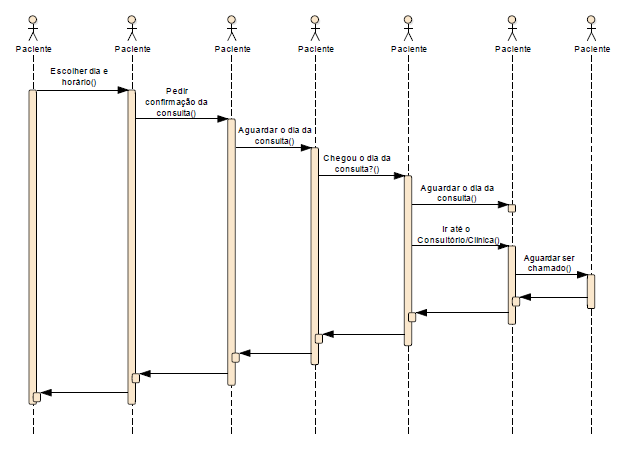 Paciente Paciente Paciente Paciente Paciente Paciente Paciente
Escolher dia e
horário()
Pedir
confirmação da
consulta()
Aguardar o dia da
consulta()
Chegou o dia da
consulta?()
Aguardar o dia da
consulta()
Ir até o
Consultório/Clínica()
Aguardar ser
chamado()